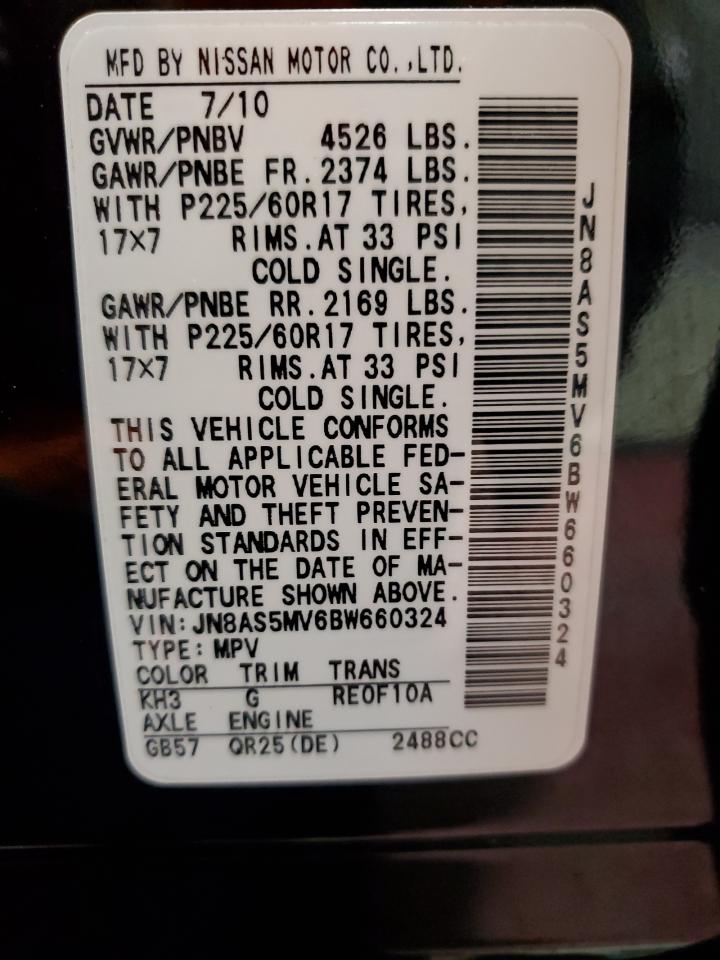 MFD BY NISSAN MOTOR CO.,LTD.
DATE 7/10
GVWR/PNBV 4526 LBS.
GAWR/PNBE FR.2374 LBS.
WITH P225/60R17 TIRES,
17×7 RIMS.AT 33 PSI
COLD SINGLE.
GAWR/PNBE RR.2169 LBS.
WITH P225/60R17 TIRES,
17×7 RIMS.AT 33 PSI
COLD SINGLE.
THIS VEHICLE CONFORMS
TO ALL APPLICABLE FED-
ERAL MOTOR VEHICLE SA-
FETY AND THEFT PREVEN-
TION STANDARDS IN EFF-
ECT ON THE DATE OF MA-
NUFACTURE SHOWN ABOVE.
VIN:JN8AS5MV6BW660324
TYPE:MPV
COLOR TRIM TRANS
KH3 G RE0F10A
AXLE ENGINE
GB57 QR25(DE) 2488CC
JN8AS5MV6BW660324